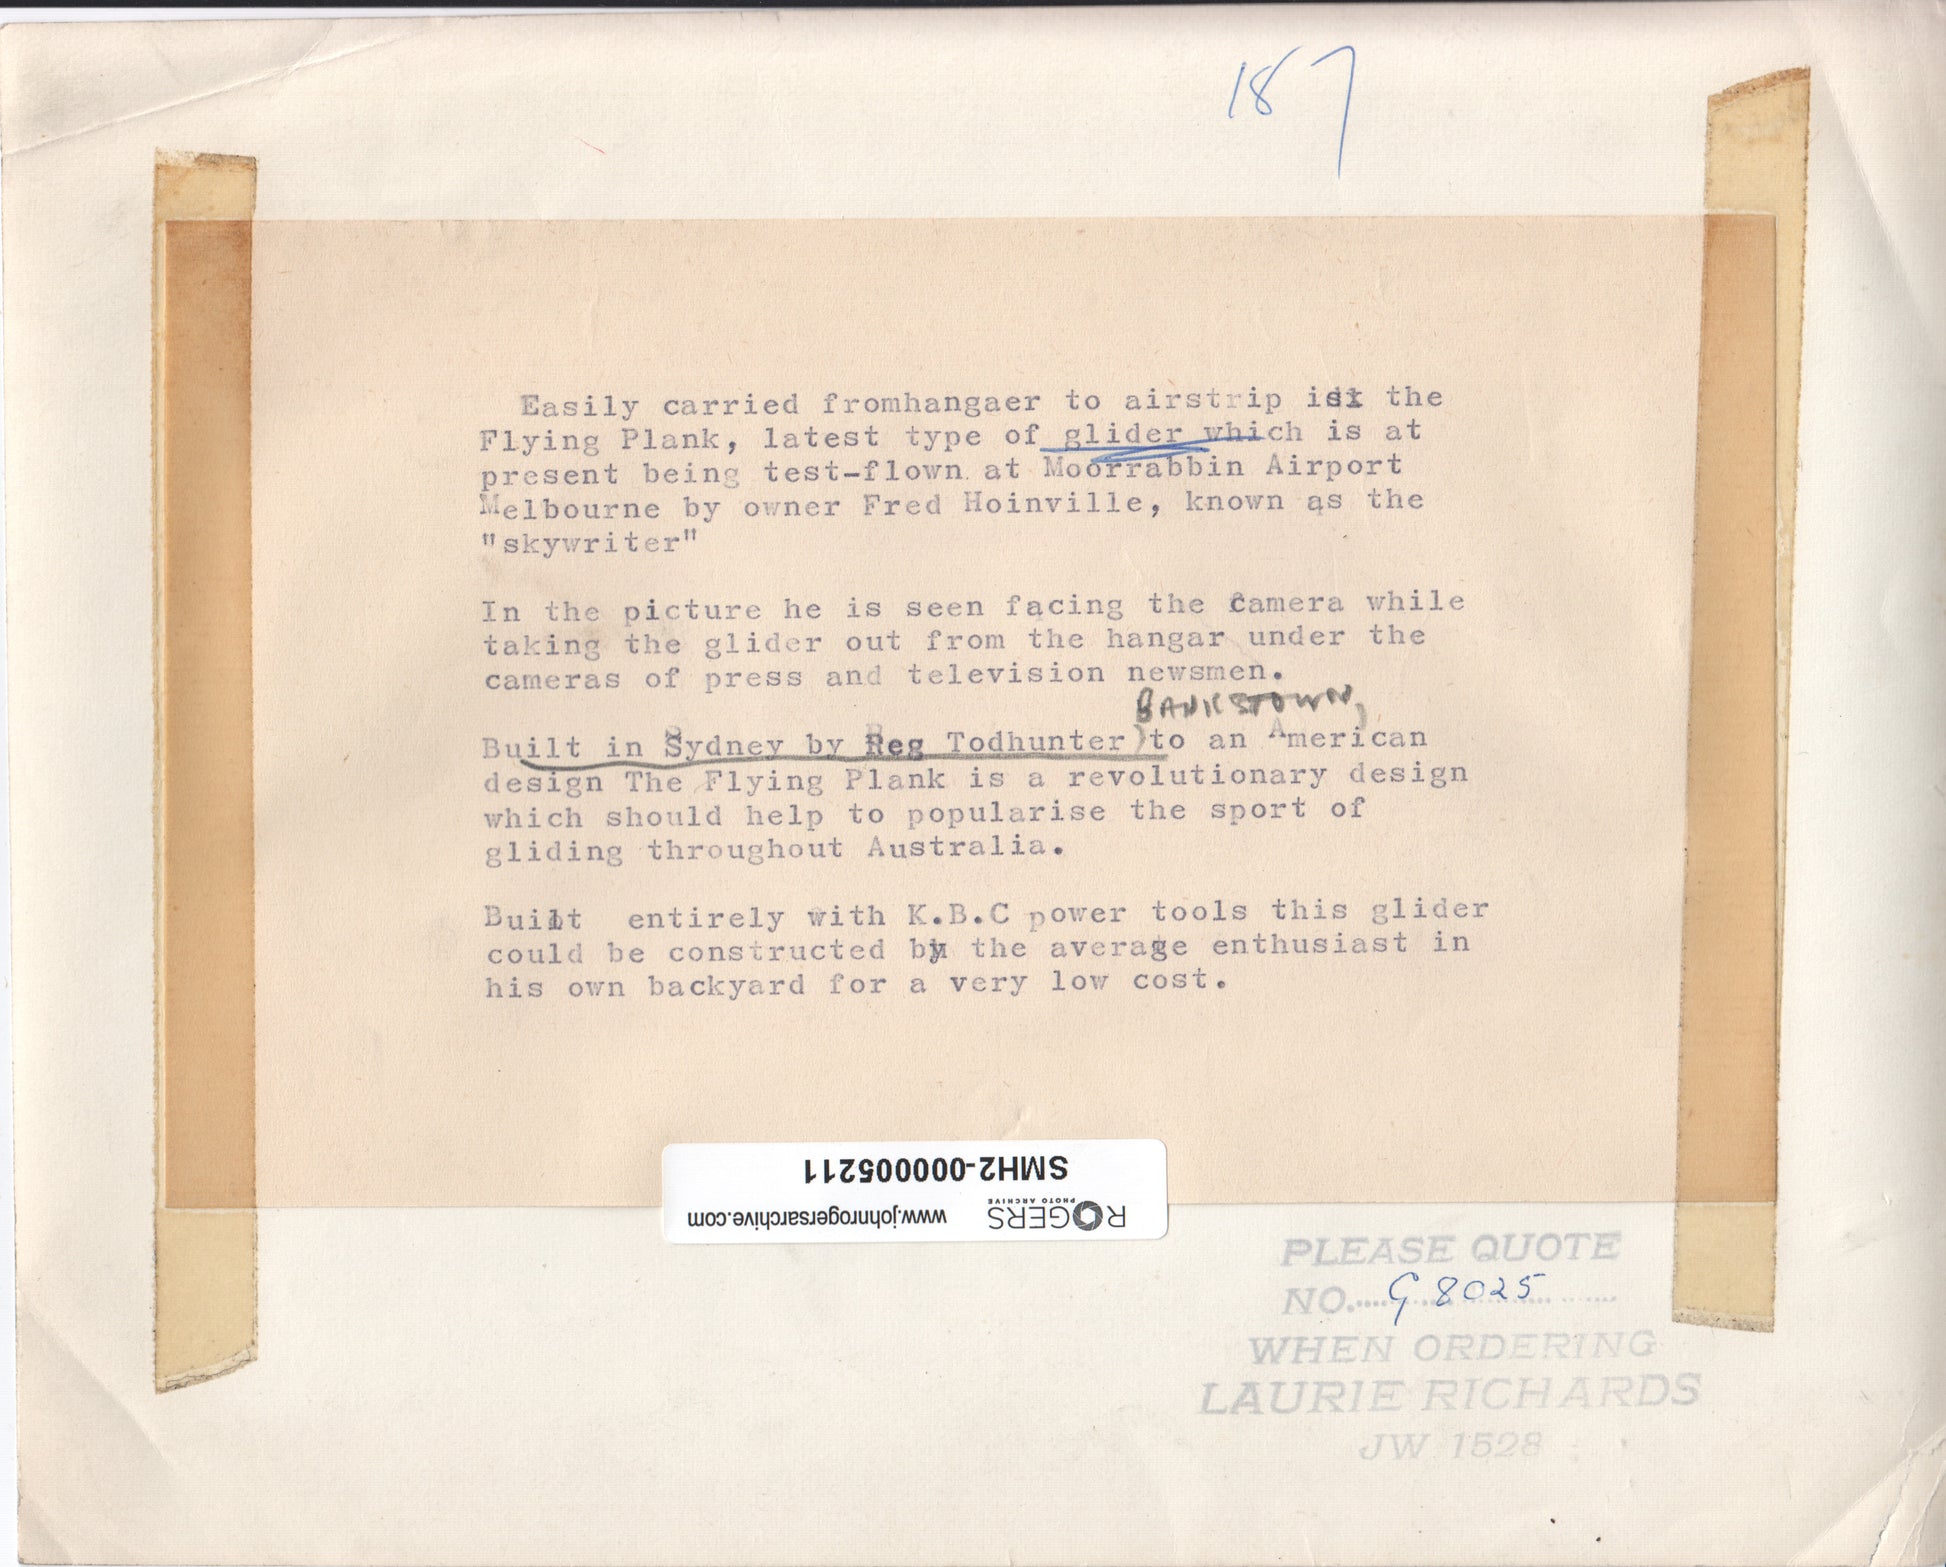 187
Easily carried fromhangaer to airstrip is the
Flying Plank, latest type of glider which is at
present being test-flown at Moorrabbin Airport
Melbourne by owner Fred Hoinville, known as the
"skywriter"
In the picture he is seen facing the camera while
taking the glider out from the hangar under the
cameras of press and television newsmen.
BANKSTOWN,
Built in Sydney by Reg Todhunter) to an American
design The Flying Plank is a revolutionary design
which should help to popularise the sport of
gliding throughout Australia.
Built entirely with K.B.C power tools this glider
could be constructed by the average enthusiast in
his own backyard for a very low cost.
ROGERS
PHOTO ARCHIVE
www.johnrogersarchive.com
SMH2-000005211
PLEASE QUOTE
NO. G 8025
WHEN ORDERING
LAURIE RICHARDS
JW 1528